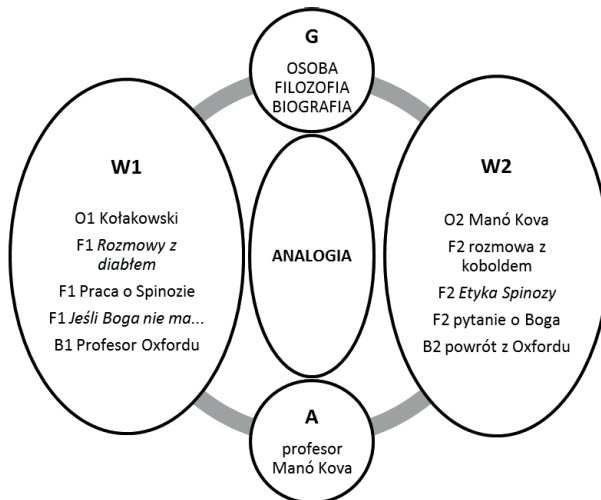 G
OSOBA
FILOZOFIA
BIOGRAFIA
W1
O1 Kołakowski
F1 Rozmowy z
diabłem
F1 Praca o Spinozie
F1 Jeśli Boga nie ma...
B1 Profesor Oxfordu
ANALOGIA
W2
O2 Manó Kova
F2 rozmowa z
koboldem
F2 Etyka Spinozy
F2 pytanie o Boga
B2 powrót z Oxfordu
A
profesor
Manó Kova